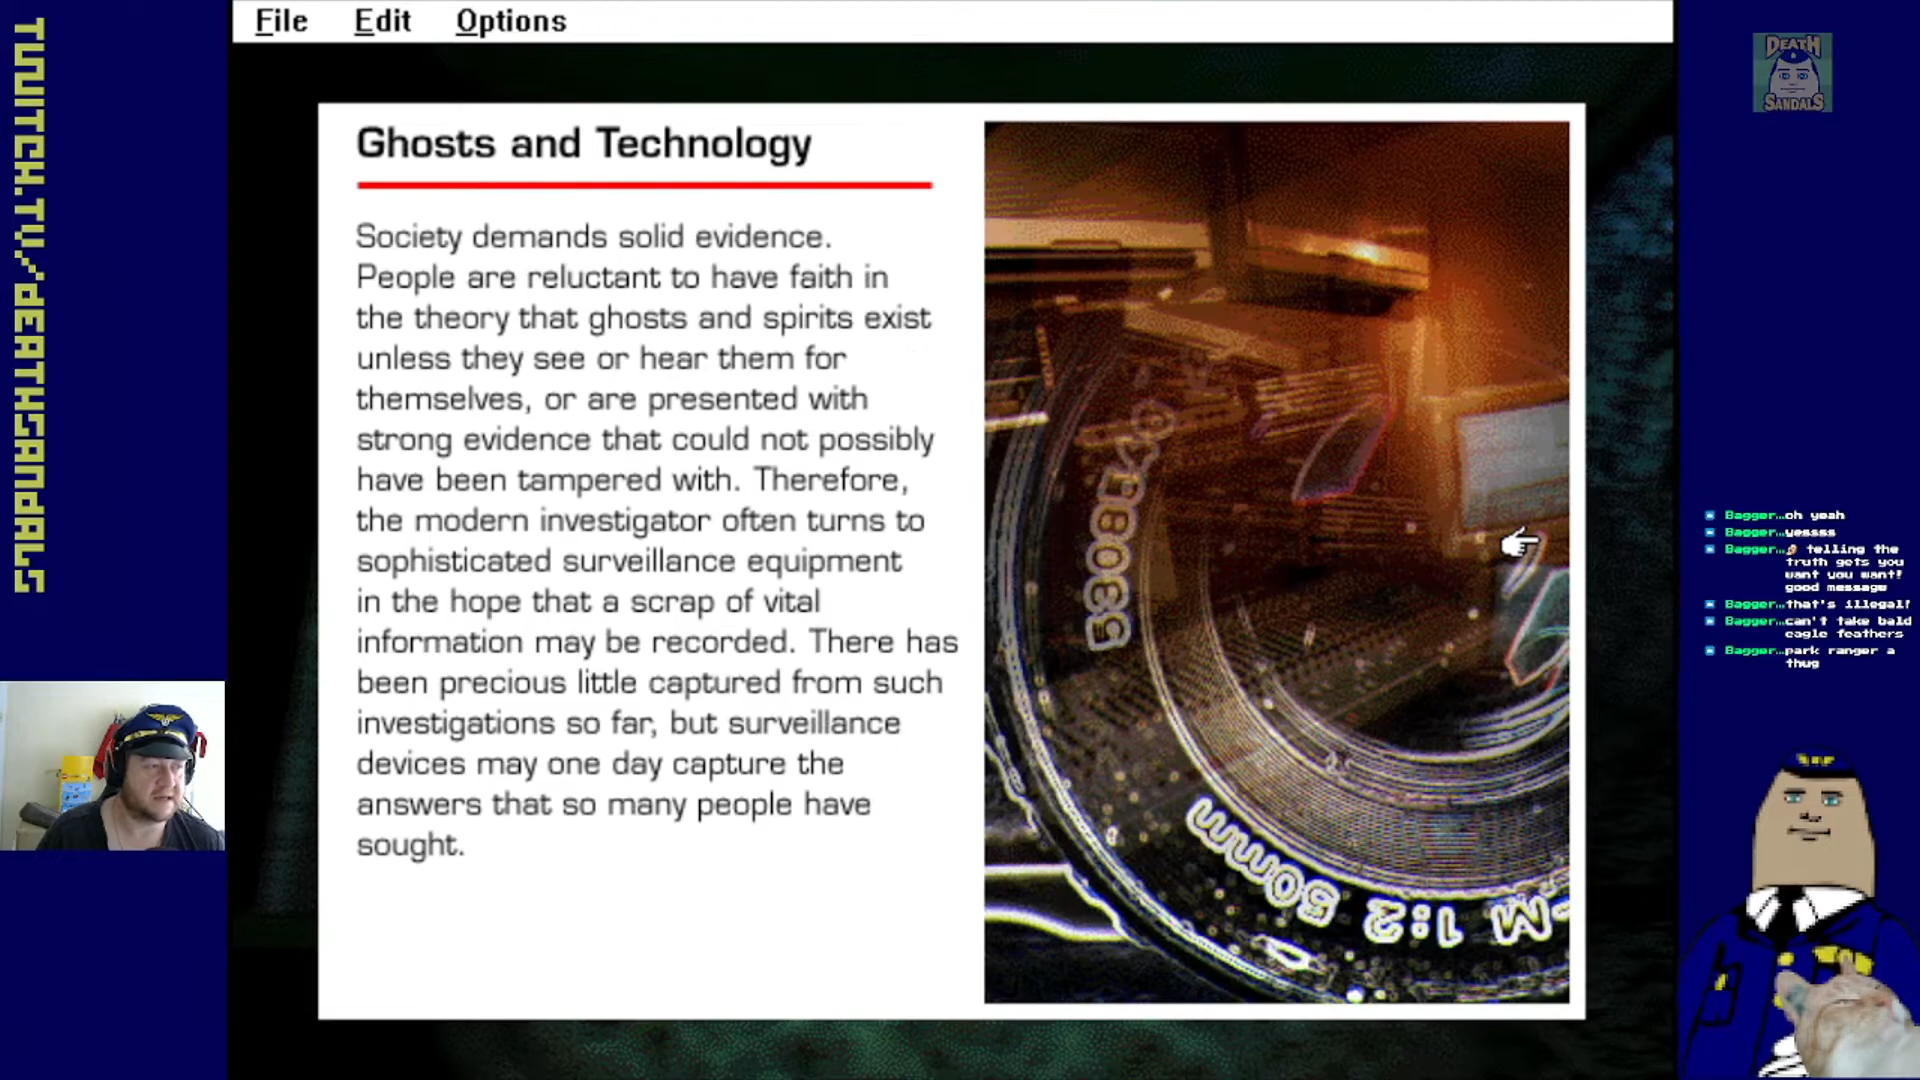 File Edit Options
TWITCH.TV/DEATHSANDALS
DEATH
SANDALS
Ghosts and Technology
Society demands solid evidence.
People are reluctant to have faith in
the theory that ghosts and spirits exist
unless they see or hear them for
themselves, or are presented with
strong evidence that could not possibly
have been tampered with. Therefore,
the modern investigator often turns to
sophisticated surveillance equipment
in the hope that a scrap of vital
information may be recorded. There has
been precious little captured from such
investigations so far, but surveillance
devices may one day capture the
answers that so many people have
sought.
-M 1:2 50mm
Bagger…oh yeah
Bagger…yessss
Bagger… telling the
truth gets you
want you want!
good message
Bagger…that's illegal!
Bagger…can't take bald
eagle feathers
Bagger…park ranger a
thug